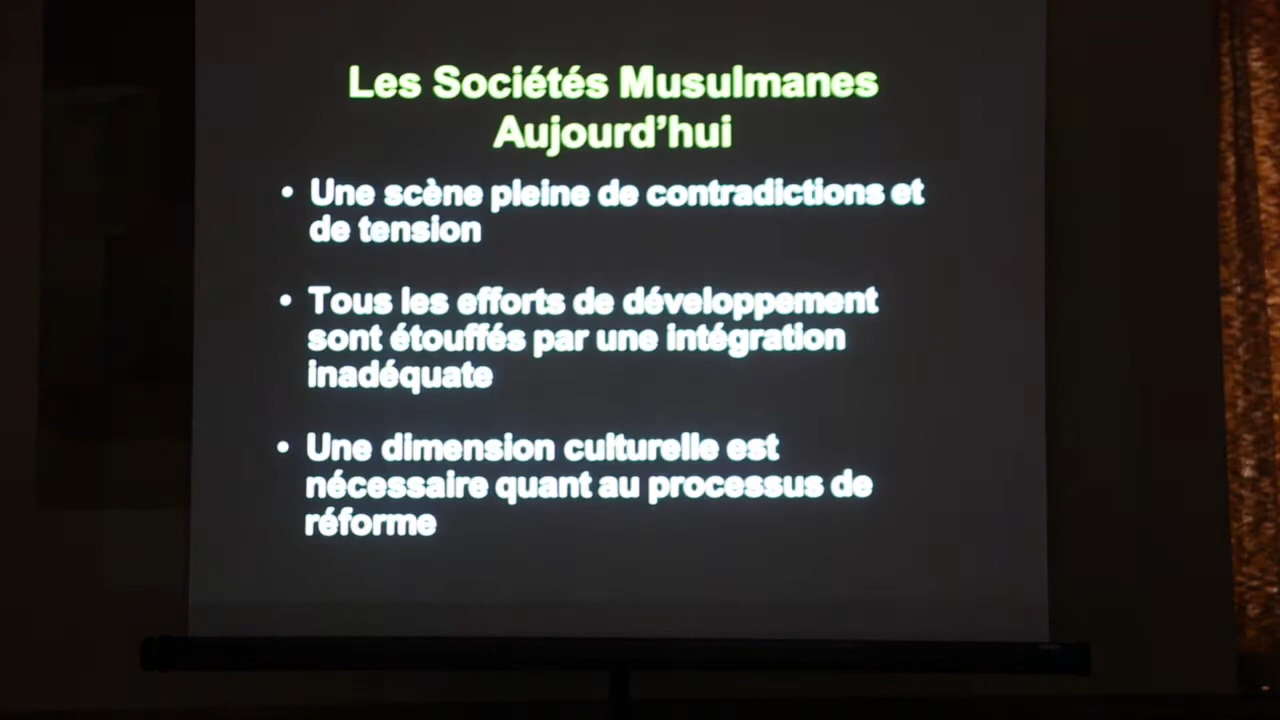 Les Sociétés Musulmanes
Aujourd’hui
• Une scène pleine de contradictions et
de tension
• Tous les efforts de développement
sont étouffés par une intégration
inadéquate
• Une dimension culturelle est
nécessaire quant au processus de
réforme